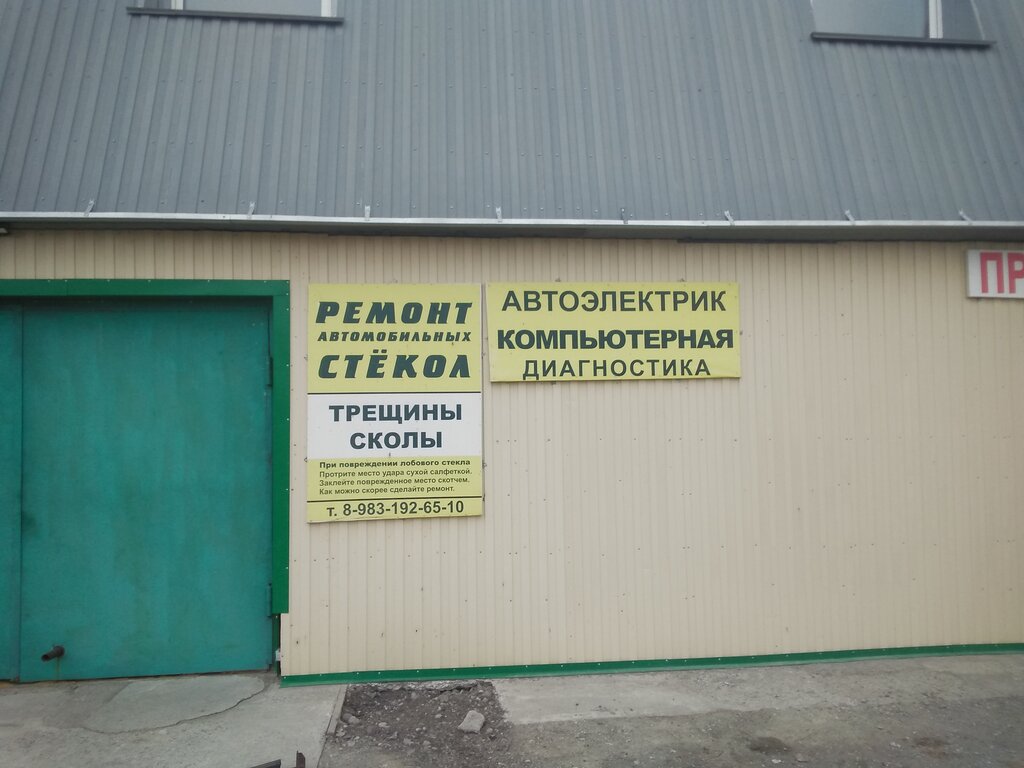 РЕМОНТ
АВТОМОБИЛЬНЫХ
СТЁКОЛ
ТРЕЩИНЫ
СКОЛЫ
При повреждении лобового стекла
Протрите место удара сухой салфеткой.
Заклейте поврежденное место скотчем.
Как можно скорее сделайте ремонт.
т. 8-983-192-65-10
АВТОЭЛЕКТРИК
КОМПЬЮТЕРНАЯ
ДИАГНОСТИКА
ПР